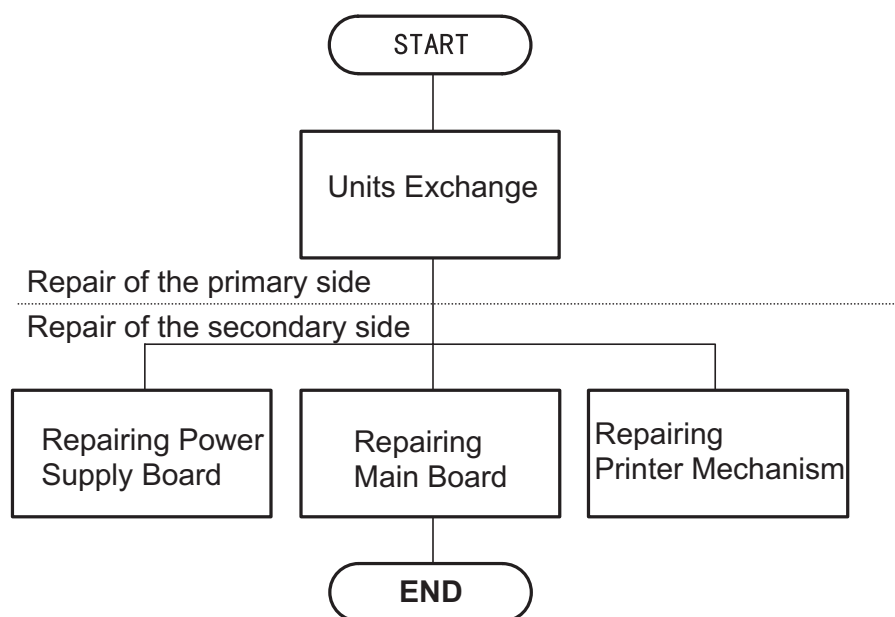 START
Units Exchange
Repair of the primary side
Repair of the secondary side
Repairing Power
Supply Board
Repairing
Main Board
Repairing
Printer Mechanism
END